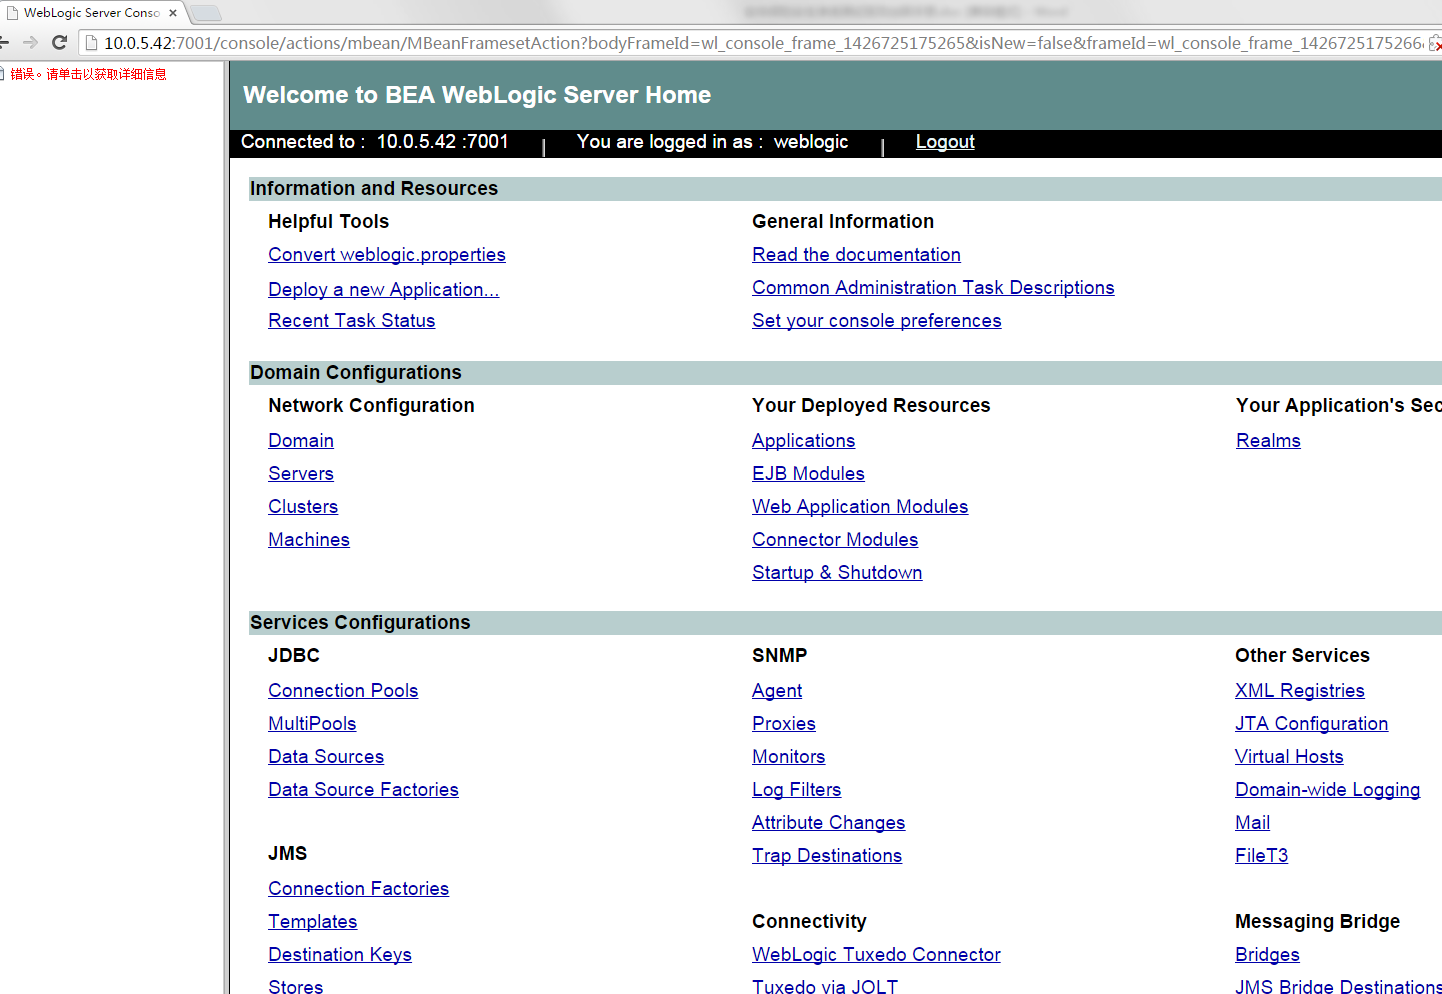 WebLogic Server Conso
10.0.5.42:7001/console/actions/mbean/MBeanFramesetAction?bodyFrameId=wl_console_frame_1426725175265&isNew=false&frameId=wl_console_frame_1426725175266
错误。请单击以获取详细信息
Welcome to BEA WebLogic Server Home
Connected to : 10.0.5.42 :7001 | You are logged in as : weblogic | Logout
Information and Resources
Helpful Tools
General Information
Convert weblogic.properties
Read the documentation
Deploy a new Application...
Common Administration Task Descriptions
Recent Task Status
Set your console preferences
Domain Configurations
Network Configuration
Your Deployed Resources
Your Application's Sec
Domain
Applications
Realms
Servers
EJB Modules
Clusters
Web Application Modules
Machines
Connector Modules
Startup & Shutdown
Services Configurations
JDBC
SNMP
Other Services
Connection Pools
Agent
XML Registries
MultiPools
Proxies
JTA Configuration
Data Sources
Monitors
Virtual Hosts
Data Source Factories
Log Filters
Domain-wide Logging
Attribute Changes
Mail
JMS
Trap Destinations
FileT3
Connection Factories
Templates
Connectivity
Messaging Bridge
Destination Keys
WebLogic Tuxedo Connector
Bridges
Stores
Tuxedo via JOLT
JMS Bridge Destinations